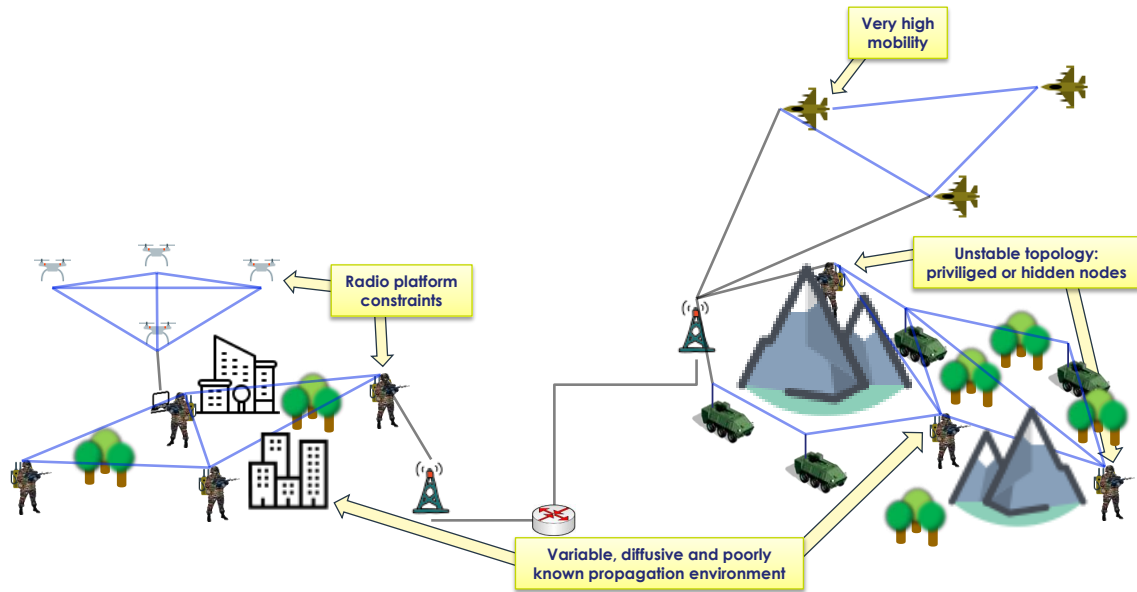 Very high
mobility
Unstable topology:
priviliged or hidden nodes
Radio platform
constraints
Variable, diffusive and poorly
known propagation environment